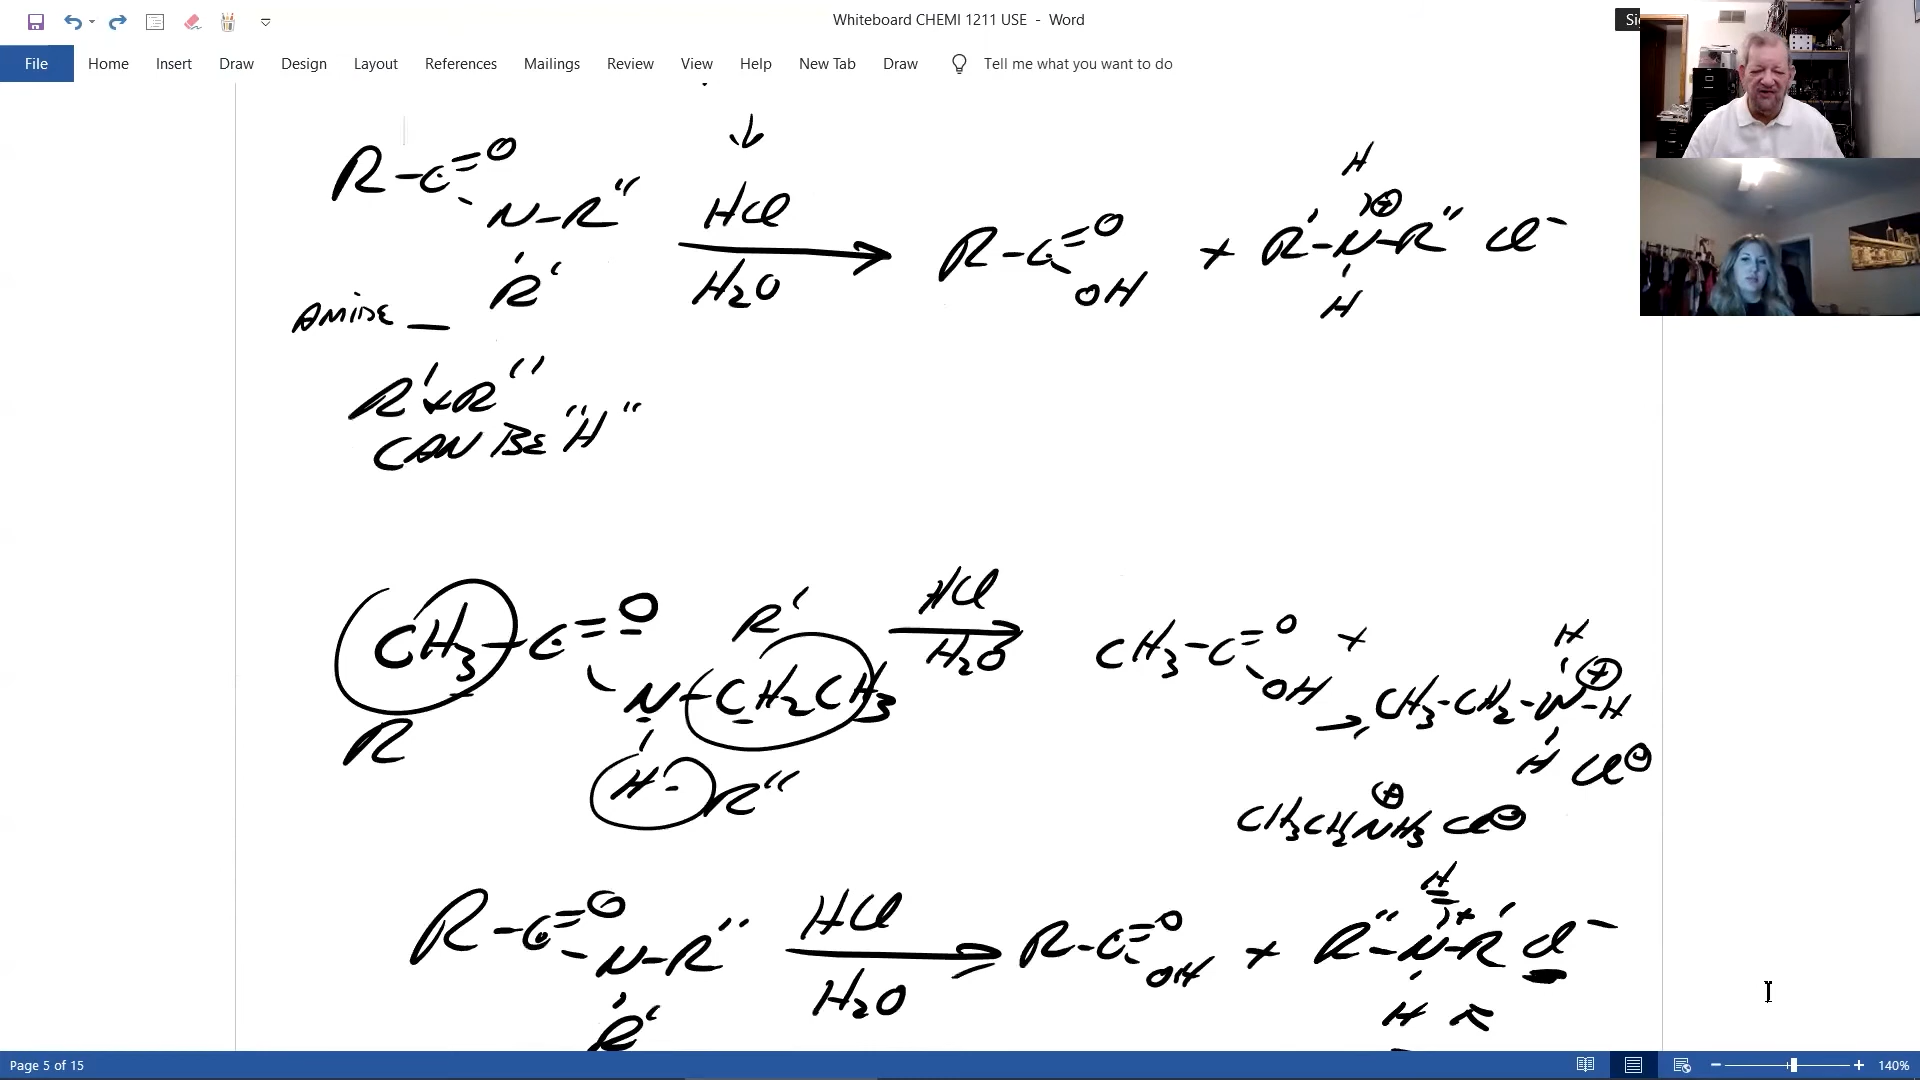 Whiteboard CHEMI 1211 USE - Word
File Home Insert Draw Design Layout References Mailings Review View Help New Tab Draw Tell me what you want to do
H
R-C=O
N-R''
R'
HCl
H2O
R-C=O
OH
+ R'-N⊕-R'' Cl-
H
AMIDE
R' + R''
CAN BE "H"
CH3-C=O
N-CH2CH3
R'
R
H - R''
HCl
H2O
CH3-C=O
OH
+
H
CH3-CH2-N⊕-H
H Cl⊖
CH3CH2N⊕H3 Cl⊖
R-C=O
N-R''
R'
HCl
H2O
R-C=O
OH
+
H
R''-N+-R' Cl-
H
Page 5 of 15
140%